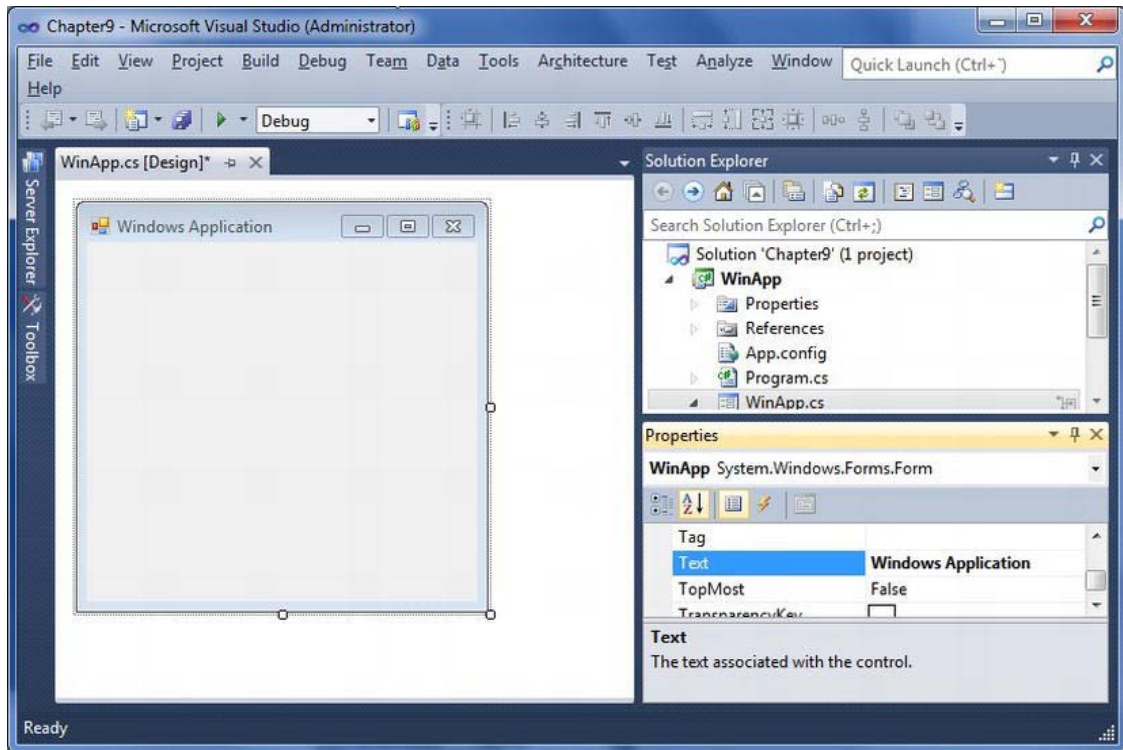 Chapter9 - Microsoft Visual Studio (Administrator)
File Edit View Project Build Debug Team Data Tools Architecture Test Analyze Window Quick Launch (Ctrl+`)
Help
Debug
WinApp.cs [Design]*
Server Explorer
Toolbox
Windows Application
Solution Explorer
Search Solution Explorer (Ctrl+;)
Solution 'Chapter9' (1 project)
WinApp
Properties
References
App.config
Program.cs
WinApp.cs
Properties
WinApp System.Windows.Forms.Form
Tag
Text Windows Application
TopMost False
TransparencyKey
Text
The text associated with the control.
Ready